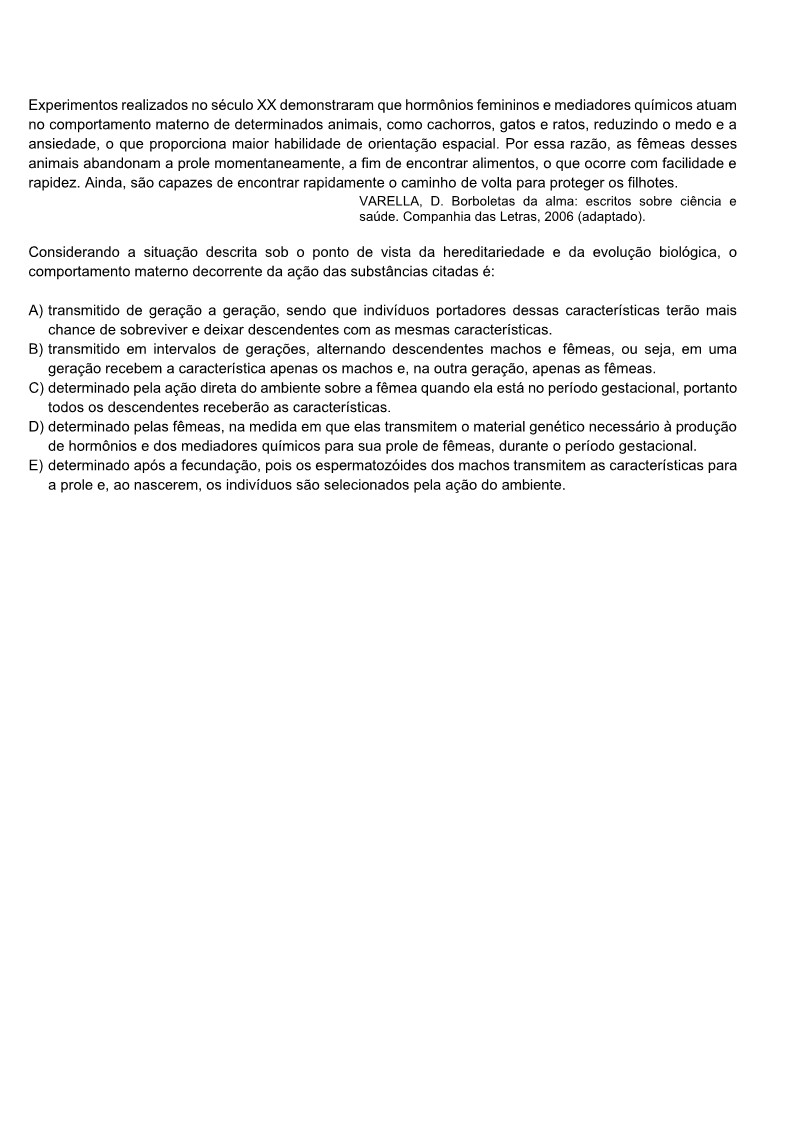 Experimentos realizados no século XX demonstraram que hormônios femininos e mediadores químicos atuam
no comportamento materno de determinados animais, como cachorros, gatos e ratos, reduzindo o medo e a
ansiedade, o que proporciona maior habilidade de orientação espacial. Por essa razão, as fêmeas desses
animais abandonam a prole momentaneamente, a fim de encontrar alimentos, o que ocorre com facilidade e
rapidez. Ainda, são capazes de encontrar rapidamente o caminho de volta para proteger os filhotes.
VARELLA, D. Borboletas da alma: escritos sobre ciência e
saúde. Companhia das Letras, 2006 (adaptado).
Considerando a situação descrita sob o ponto de vista da hereditariedade e da evolução biológica, o
comportamento materno decorrente da ação das substâncias citadas é:
A) transmitido de geração a geração, sendo que indivíduos portadores dessas características terão mais
chance de sobreviver e deixar descendentes com as mesmas características.
B) transmitido em intervalos de gerações, alternando descendentes machos e fêmeas, ou seja, em uma
geração recebem a característica apenas os machos e, na outra geração, apenas as fêmeas.
C) determinado pela ação direta do ambiente sobre a fêmea quando ela está no período gestacional, portanto
todos os descendentes receberão as características.
D) determinado pelas fêmeas, na medida em que elas transmitem o material genético necessário à produção
de hormônios e dos mediadores químicos para sua prole de fêmeas, durante o período gestacional.
E) determinado após a fecundação, pois os espermatozóides dos machos transmitem as características para
a prole e, ao nascerem, os indivíduos são selecionados pela ação do ambiente.